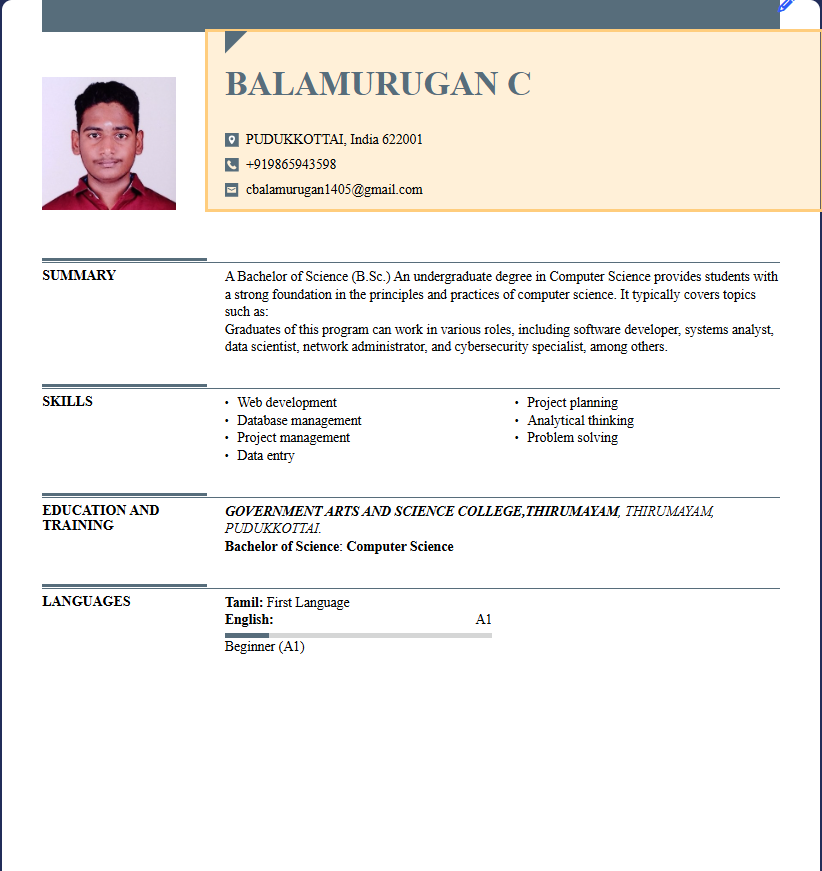 BALAMURUGAN C
PUDUKKOTTAI, India 622001
+919865943598
cbalamurugan1405@gmail.com
SUMMARY
A Bachelor of Science (B.Sc.) An undergraduate degree in Computer Science provides students with
a strong foundation in the principles and practices of computer science. It typically covers topics
such as:
Graduates of this program can work in various roles, including software developer, systems analyst,
data scientist, network administrator, and cybersecurity specialist, among others.
SKILLS
• Web development
• Database management
• Project management
• Data entry
• Project planning
• Analytical thinking
• Problem solving
EDUCATION AND
TRAINING
GOVERNMENT ARTS AND SCIENCE COLLEGE,THIRUMAYAM, THIRUMAYAM,
PUDUKKOTTAI.
Bachelor of Science: Computer Science
LANGUAGES
Tamil: First Language
English: A1
Beginner (A1)